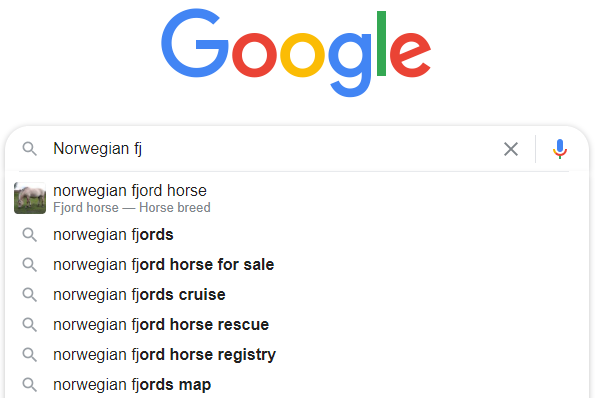 Google
Norwegian fj
norwegian fjord horse
Fjord horse — Horse breed
norwegian fjords
norwegian fjord horse for sale
norwegian fjords cruise
norwegian fjord horse rescue
norwegian fjord horse registry
norwegian fjords map